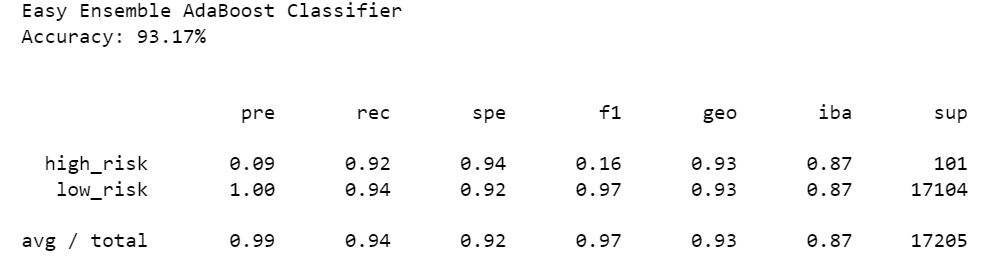 Easy Ensemble AdaBoost Classifier
Accuracy: 93.17%
pre rec spe f1 geo iba sup
high_risk 0.09 0.92 0.94 0.16 0.93 0.87 101
low_risk 1.00 0.94 0.92 0.97 0.93 0.87 17104
avg / total 0.99 0.94 0.92 0.97 0.93 0.87 17205